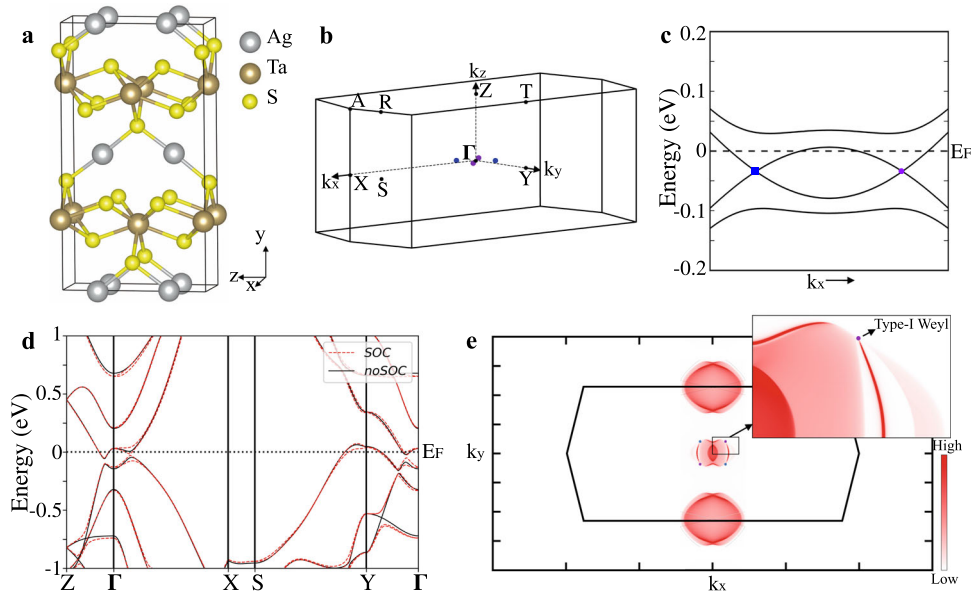 a
Ag
Ta
S
y
z
x
b
kz
Z
A
R
T
Γ
kx
X
S
Y
ky
c
0.2
0.1
0
-0.1
-0.2
Energy (eV)
EF
kx
d
1
0.5
0
-0.5
-1
Energy (eV)
SOC
noSOC
EF
Z
Γ
X
S
Y
Γ
e
Type-I Weyl
ky
kx
High
Low